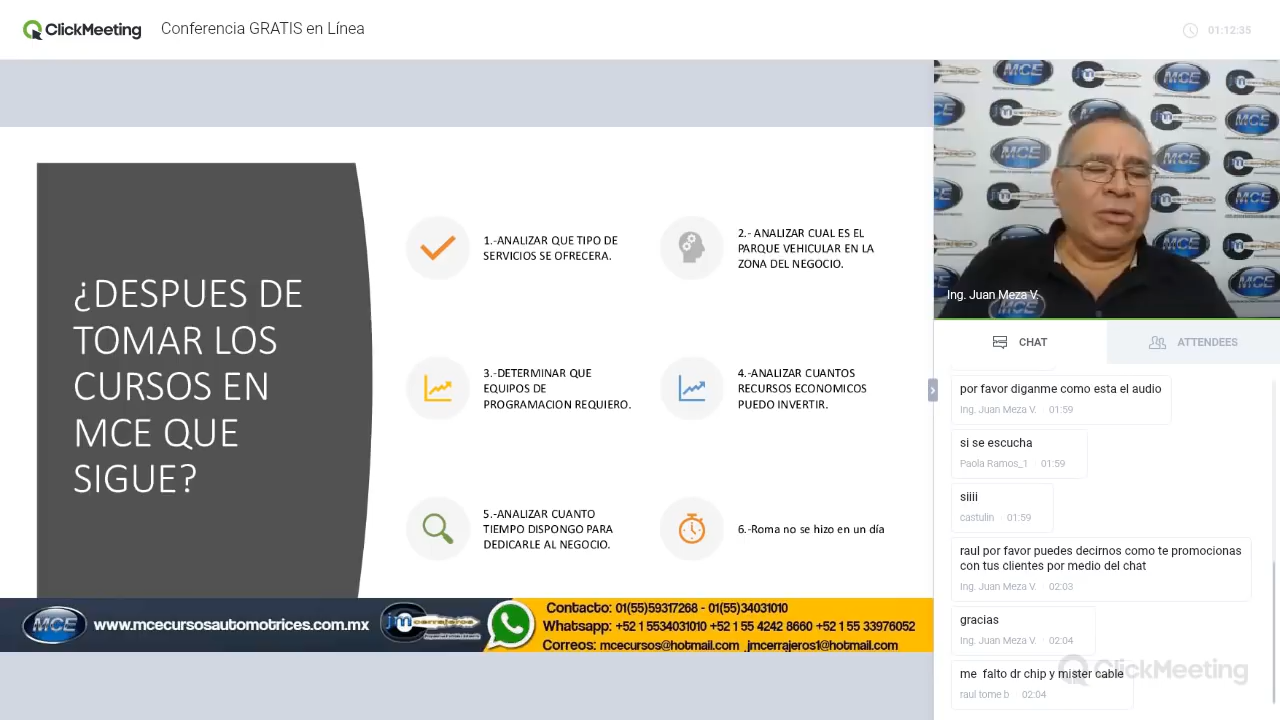 ClickMeeting
Conferencia GRATIS en Línea
01:12:35
¿DESPUES DE
TOMAR LOS
CURSOS EN
MCE QUE
SIGUE?
1.-ANALIZAR QUE TIPO DE
SERVICIOS SE OFRECERA.
2.- ANALIZAR CUAL ES EL
PARQUE VEHICULAR EN LA
ZONA DEL NEGOCIO.
3.-DETERMINAR QUE
EQUIPOS DE
PROGRAMACION REQUIERO.
4.-ANALIZAR CUANTOS
RECURSOS ECONOMICOS
PUEDO INVERTIR.
5.-ANALIZAR CUANTO
TIEMPO DISPONGO PARA
DEDICARLE AL NEGOCIO.
6.-Roma no se hizo en un día
MCE
www.mcecursosautomotrices.com.mx
jm cerrajeros
Contacto: 01(55)59317268 - 01(55)34031010
Whatsapp: +52 1 5534031010 +52 1 55 4242 8660 +52 1 55 33976052
Correos: mcecursos@hotmail.com jmcerrajeros1@hotmail.com
MCE
Ing. Juan Meza V.
CHAT
ATTENDEES
por favor diganme como esta el audio
Ing. Juan Meza V. · 01:59
si se escucha
Paola Ramos_1 · 01:59
siiii
castulin · 01:59
raul por favor puedes decirnos como te promocionas
con tus clientes por medio del chat
Ing. Juan Meza V. · 02:03
gracias
Ing. Juan Meza V. · 02:04
me falto dr chip y mister cable
raul tome b · 02:04
ClickMeeting